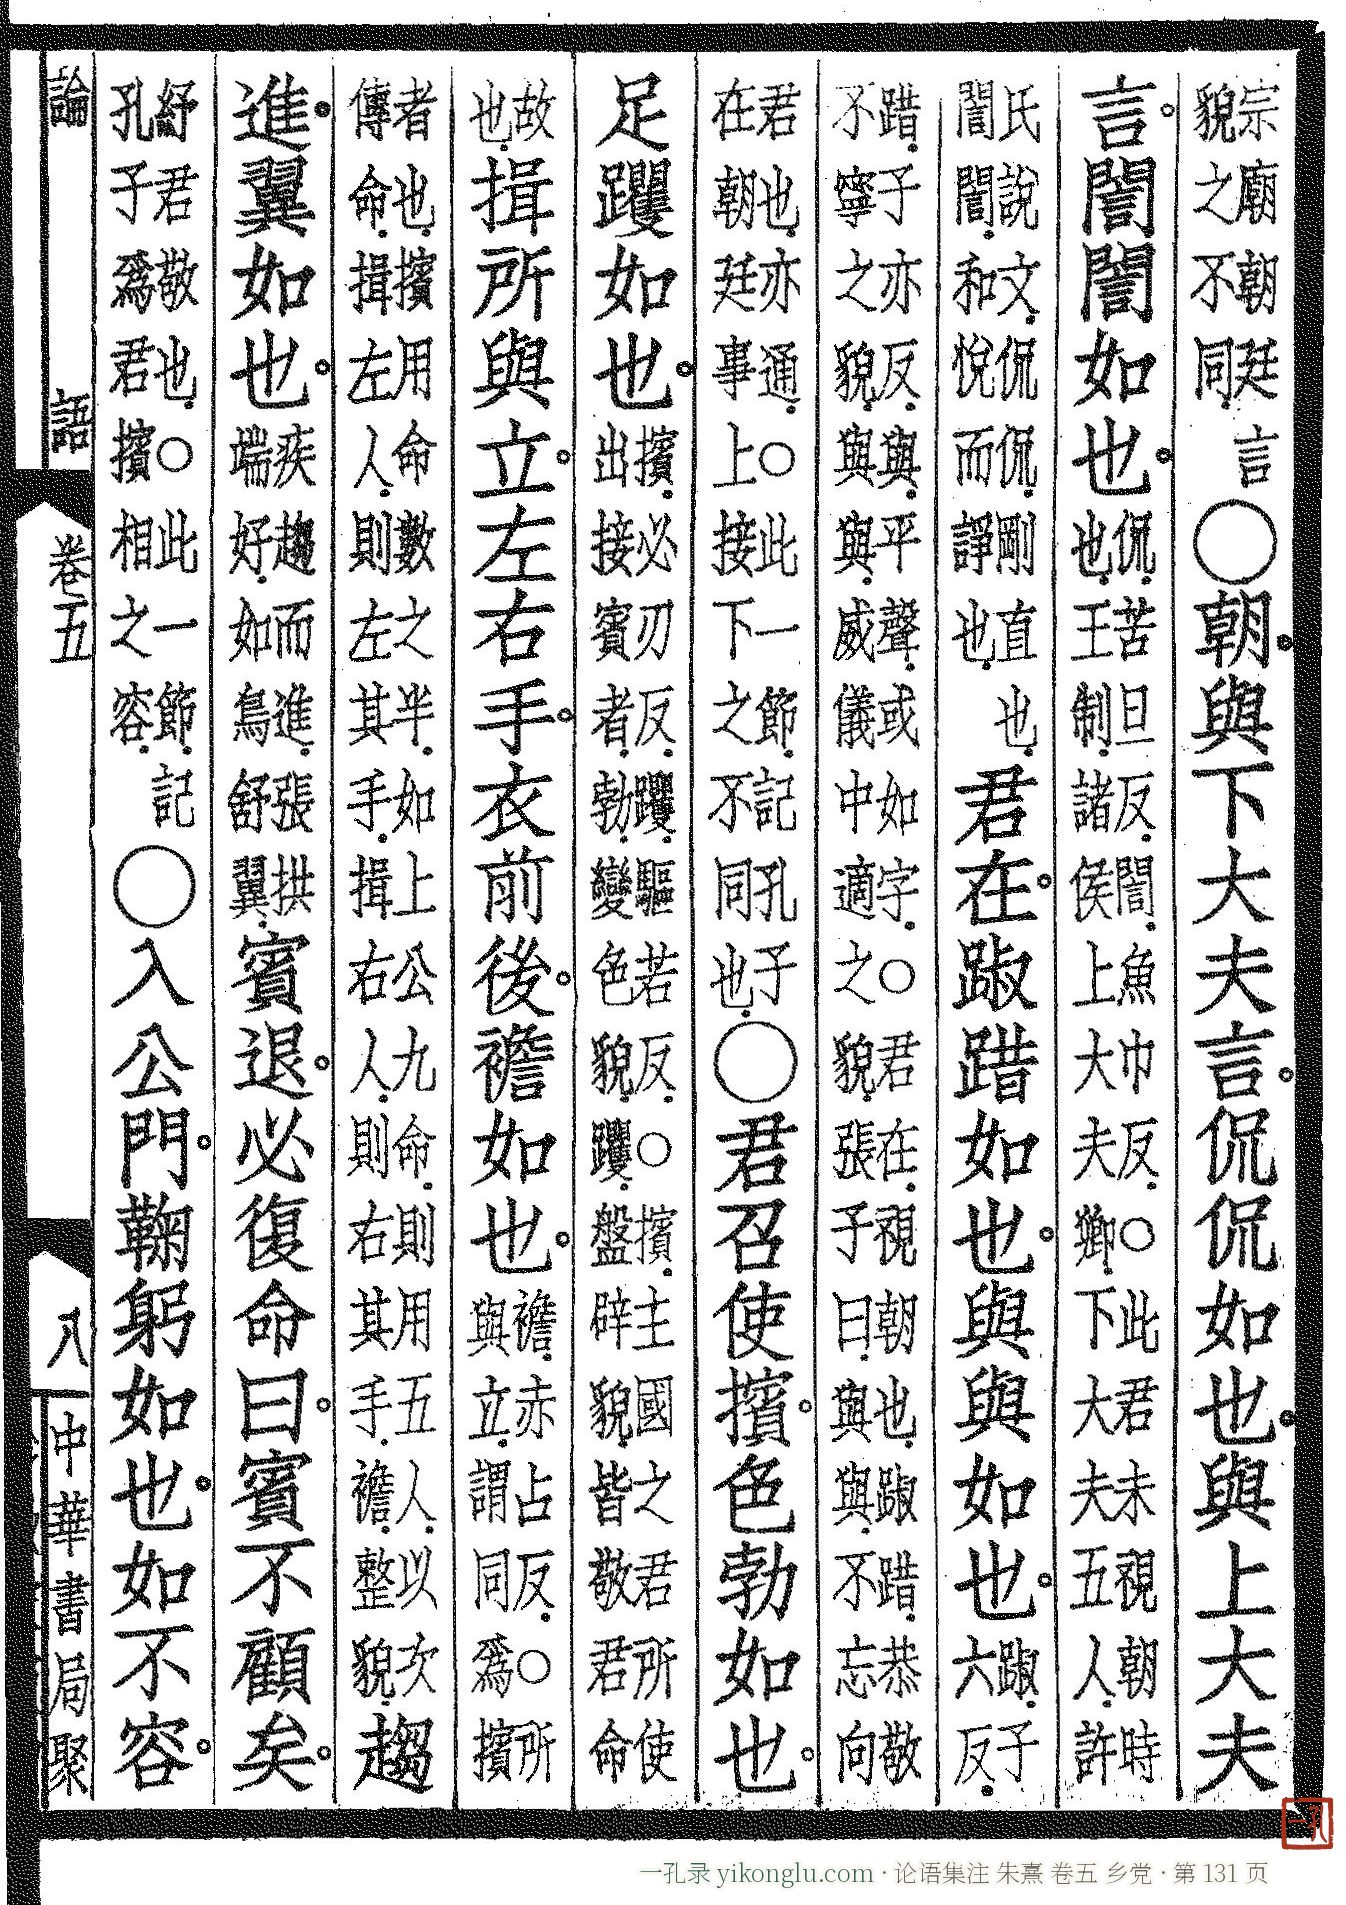 宗廟朝廷言貌之不同。○朝。與下大夫言。侃侃如也。與上大夫
言。誾誾如也。侃。苦旦反。誾。魚巾反。○此君未視朝時也。王制。諸侯上大夫卿。下大夫五人。許
氏說文。侃侃。剛直也。誾誾。和悅而諍也。君在。踧踖如也。與與如也。踧。子六反。
踖。子亦反。與。平聲。或如字。○君在。視朝也。踧踖。恭敬不寧之貌。與與。威儀中適之貌。張子曰。與與。不忘向
君也。亦通。○此一節。記孔子在朝廷事上接下之不同也。○君召使擯。色勃如也。
足躩如也。擯。必刃反。躩。驅若反。○擯。主國之君所使出接賓者。勃。變色貌。躩。盤辟貌。皆敬君命
故也。揖所與立。左右手。衣前後。襜如也。襜。赤占反。○所與立。謂同爲擯
者也。擯用命數之半。如上公九命。則用五人。以次傳命。揖左人。則左其手。揖右人。則右其手。襜。整貌。趨
進。翼如也。疾趨而進。張拱端好。如鳥舒翼。賓退。必復命曰。賓不顧矣。
紓君敬也。○此一節。記孔子爲君擯相之容。○入公門。鞠躬如也。如不容。
論語
卷五
八
中華書局聚
一孔
一孔录 yikonglu.com · 论语集注 朱熹 卷五 乡党 · 第 131 页